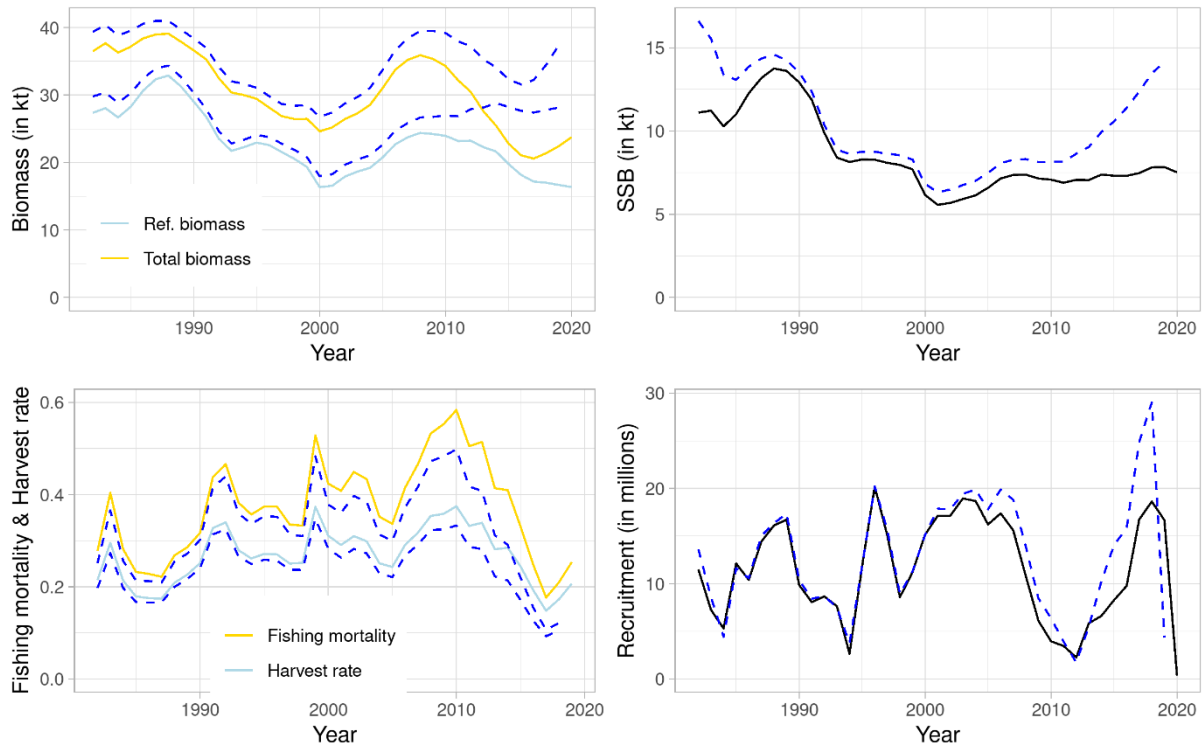 Biomass (in kt)
40
30
20
10
0
Ref. biomass
Total biomass
1990
2000
2010
2020
Year
SSB (in kt)
15
10
5
0
1990
2000
2010
2020
Year
Fishing mortality & Harvest rate
0.6
0.4
0.2
0.0
Fishing mortality
Harvest rate
1990
2000
2010
2020
Year
Recruitment (in millions)
30
20
10
0
1990
2000
2010
2020
Year